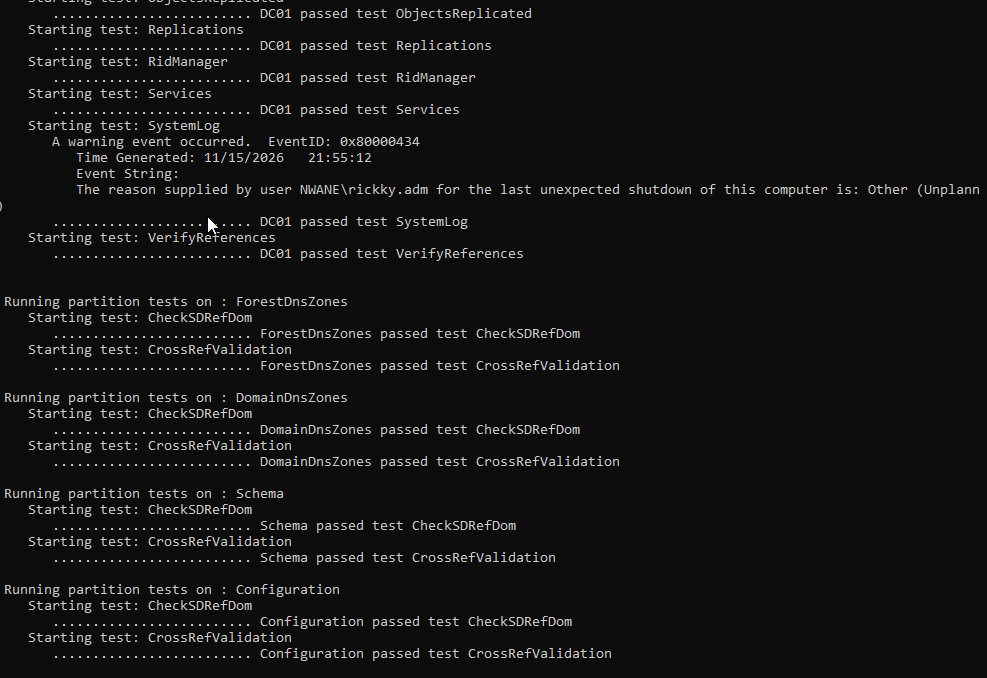 .......................... DC01 passed test ObjectsReplicated
Starting test: Replications
......................... DC01 passed test Replications
Starting test: RidManager
......................... DC01 passed test RidManager
Starting test: Services
......................... DC01 passed test Services
Starting test: SystemLog
A warning event occurred.  EventID: 0x80000434
Time Generated: 11/15/2026   21:55:12
Event String:
The reason supplied by user NWANE\rickky.adm for the last unexpected shutdown of this computer is: Other (Unplann
)
......................... DC01 passed test SystemLog
Starting test: VerifyReferences
......................... DC01 passed test VerifyReferences
Running partition tests on : ForestDnsZones
Starting test: CheckSDRefDom
......................... ForestDnsZones passed test CheckSDRefDom
Starting test: CrossRefValidation
......................... ForestDnsZones passed test CrossRefValidation
Running partition tests on : DomainDnsZones
Starting test: CheckSDRefDom
......................... DomainDnsZones passed test CheckSDRefDom
Starting test: CrossRefValidation
......................... DomainDnsZones passed test CrossRefValidation
Running partition tests on : Schema
Starting test: CheckSDRefDom
......................... Schema passed test CheckSDRefDom
Starting test: CrossRefValidation
......................... Schema passed test CrossRefValidation
Running partition tests on : Configuration
Starting test: CheckSDRefDom
......................... Configuration passed test CheckSDRefDom
Starting test: CrossRefValidation
......................... Configuration passed test CrossRefValidation